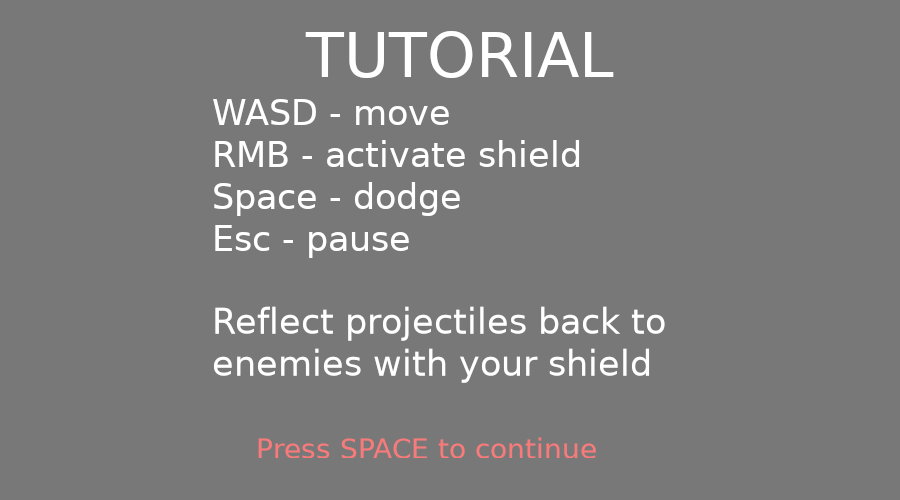 TUTORIAL
WASD - move
RMB - activate shield
Space - dodge
Esc - pause
Reflect projectiles back to
enemies with your shield
Press SPACE to continue